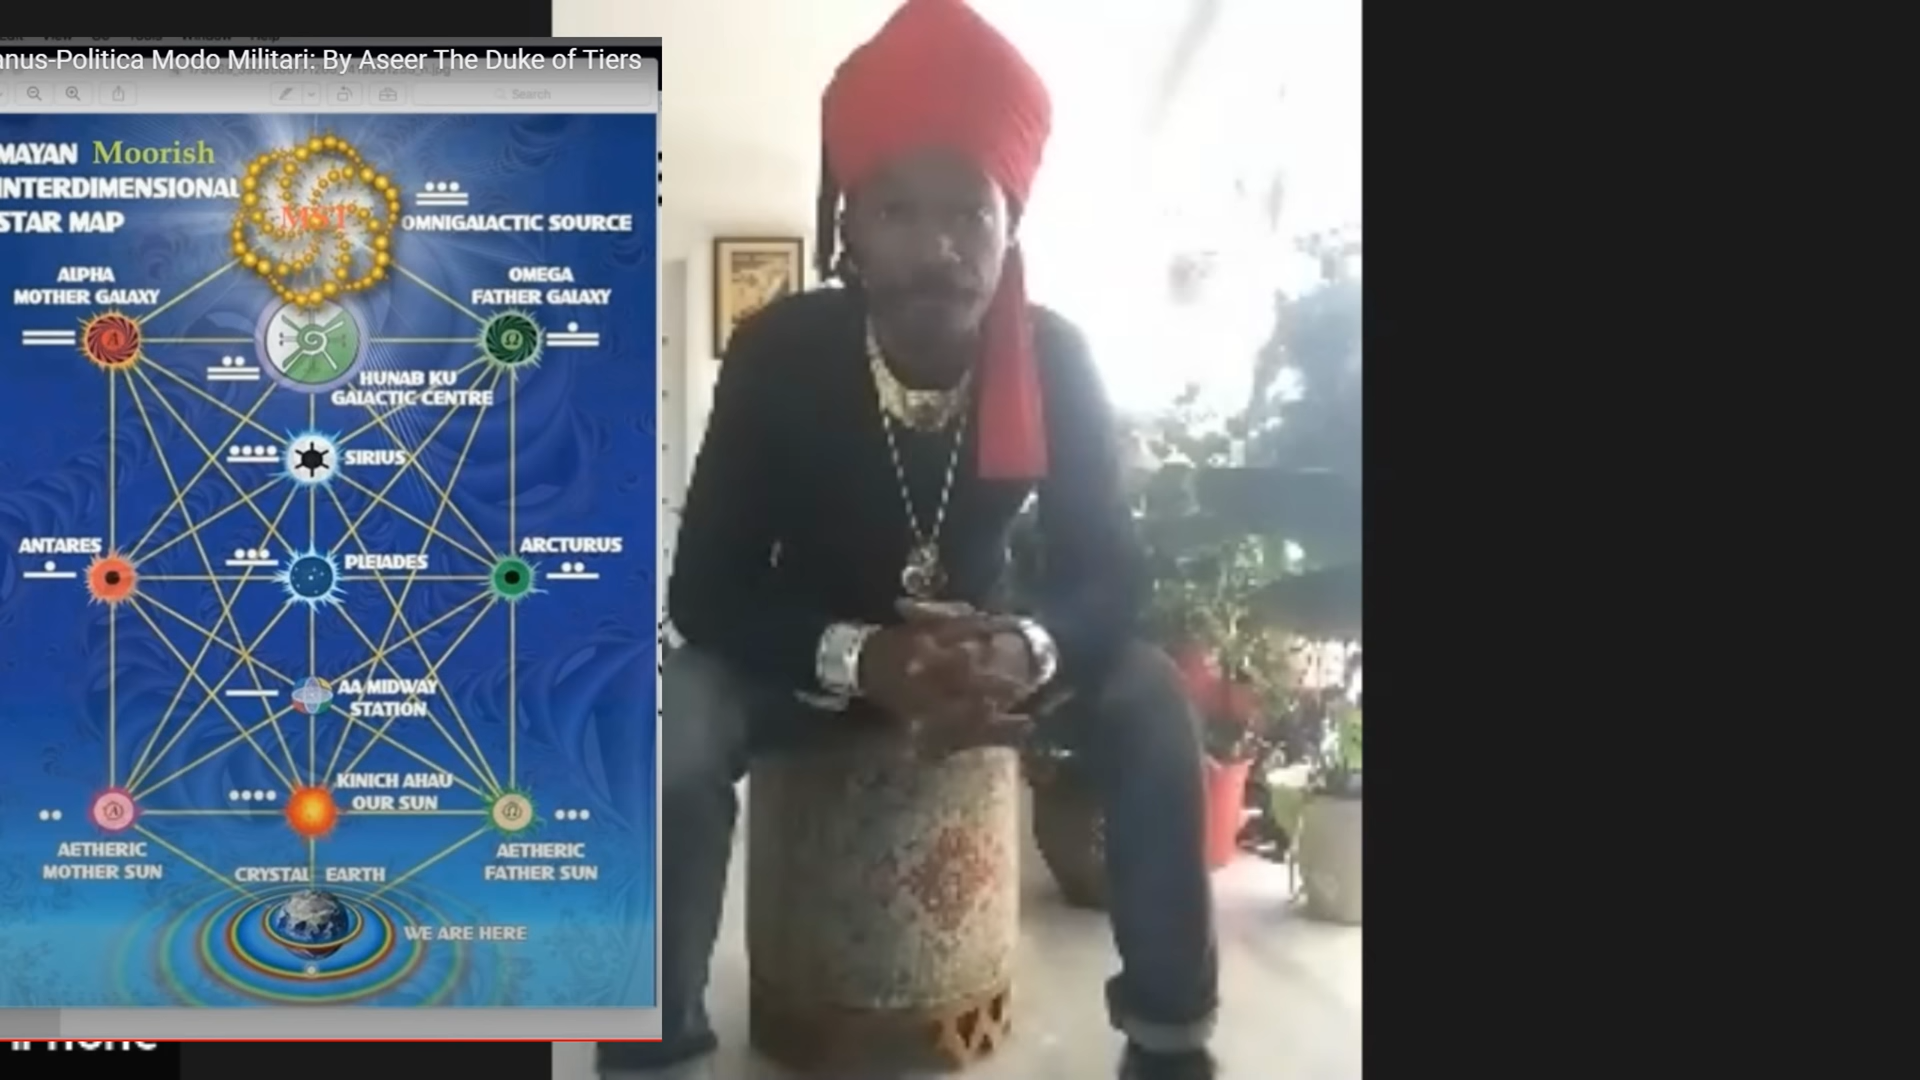 anus-Politica Modo Militari: By Aseer The Duke of Tiers
Search
MAYAN Moorish
INTERDIMENSIONAL
STAR MAP
MST
OMNIGALACTIC SOURCE
ALPHA
MOTHER GALAXY
OMEGA
FATHER GALAXY
A
Ω
HUNAB KU
GALACTIC CENTRE
SIRIUS
ANTARES
PLEIADES
ARCTURUS
AA MIDWAY
STATION
KINICH AHAU
OUR SUN
A
Ω
AETHERIC
MOTHER SUN
AETHERIC
FATHER SUN
CRYSTAL EARTH
WE ARE HERE